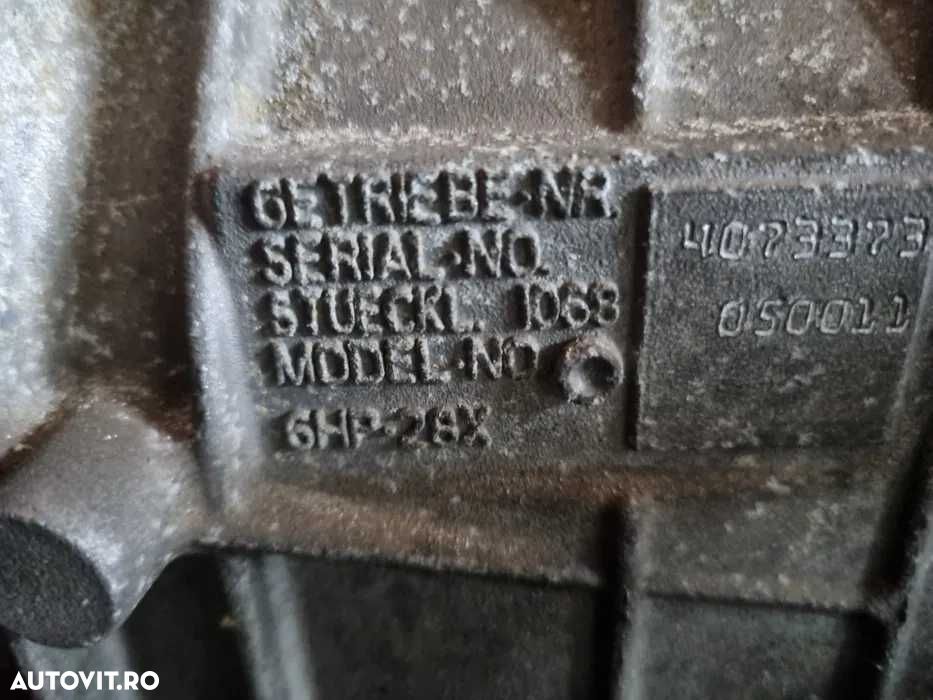 GETRIEBE-NR.
SERIAL-NO. 4073373
STUECKL. 1068 050011
MODEL-NO
6HP-28X
AUTOVIT.RO